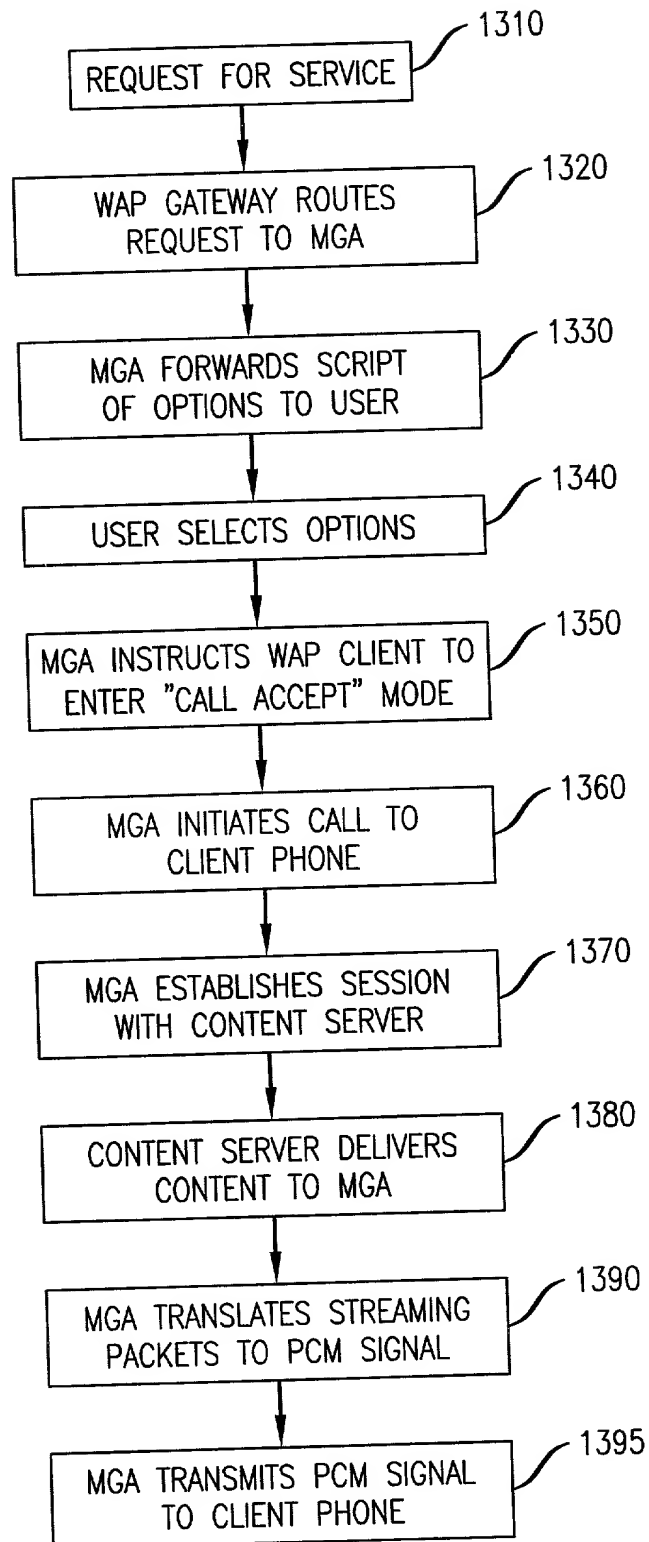 1310
REQUEST FOR SERVICE
1320
WAP GATEWAY ROUTES
REQUEST TO MGA
1330
MGA FORWARDS SCRIPT
OF OPTIONS TO USER
1340
USER SELECTS OPTIONS
1350
MGA INSTRUCTS WAP CLIENT TO
ENTER "CALL ACCEPT" MODE
1360
MGA INITIATES CALL TO
CLIENT PHONE
1370
MGA ESTABLISHES SESSION
WITH CONTENT SERVER
1380
CONTENT SERVER DELIVERS
CONTENT TO MGA
1390
MGA TRANSLATES STREAMING
PACKETS TO PCM SIGNAL
1395
MGA TRANSMITS PCM SIGNAL
TO CLIENT PHONE